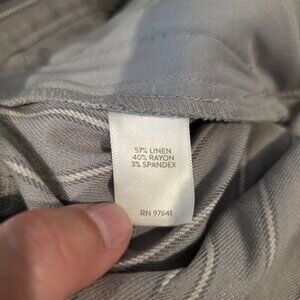 57% LINEN
40% RAYON
3% SPANDEX
RN 97641